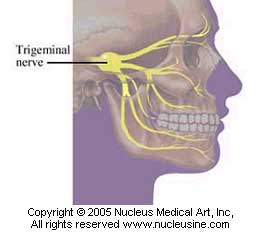 Trigeminal
nerve
Copyright © 2005 Nucleus Medical Art, Inc,
All rights reserved www.nucleusinc.com